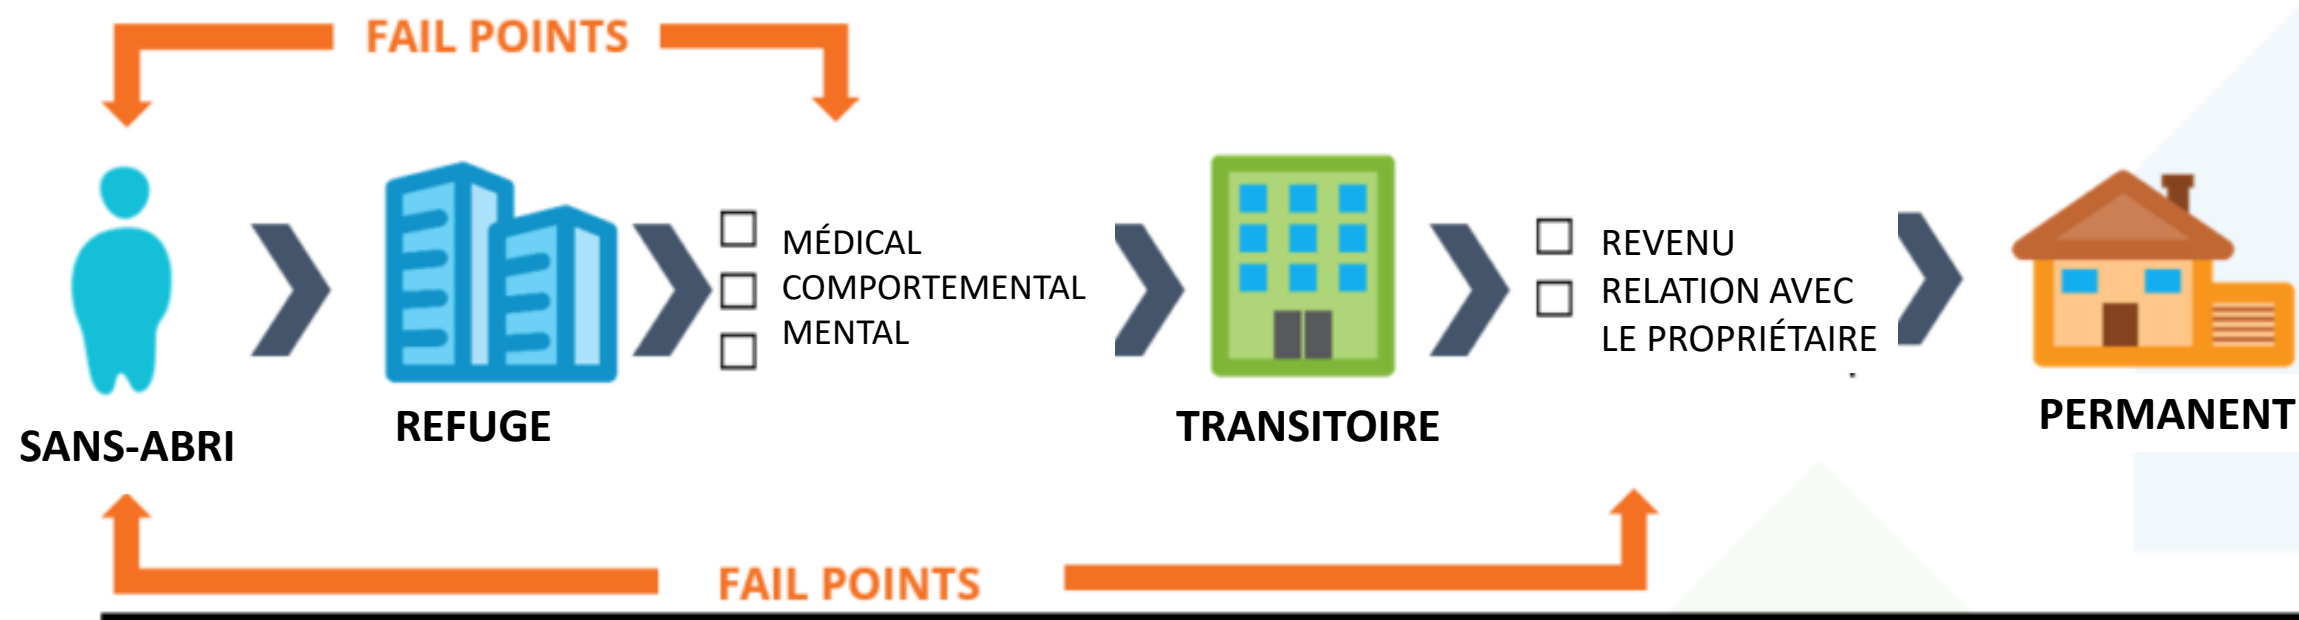 FAIL POINTS
MÉDICAL
COMPORTEMENTAL
MENTAL
REVENU
RELATION AVEC
LE PROPRIÉTAIRE
SANS-ABRI
REFUGE
TRANSITOIRE
PERMANENT
FAIL POINTS